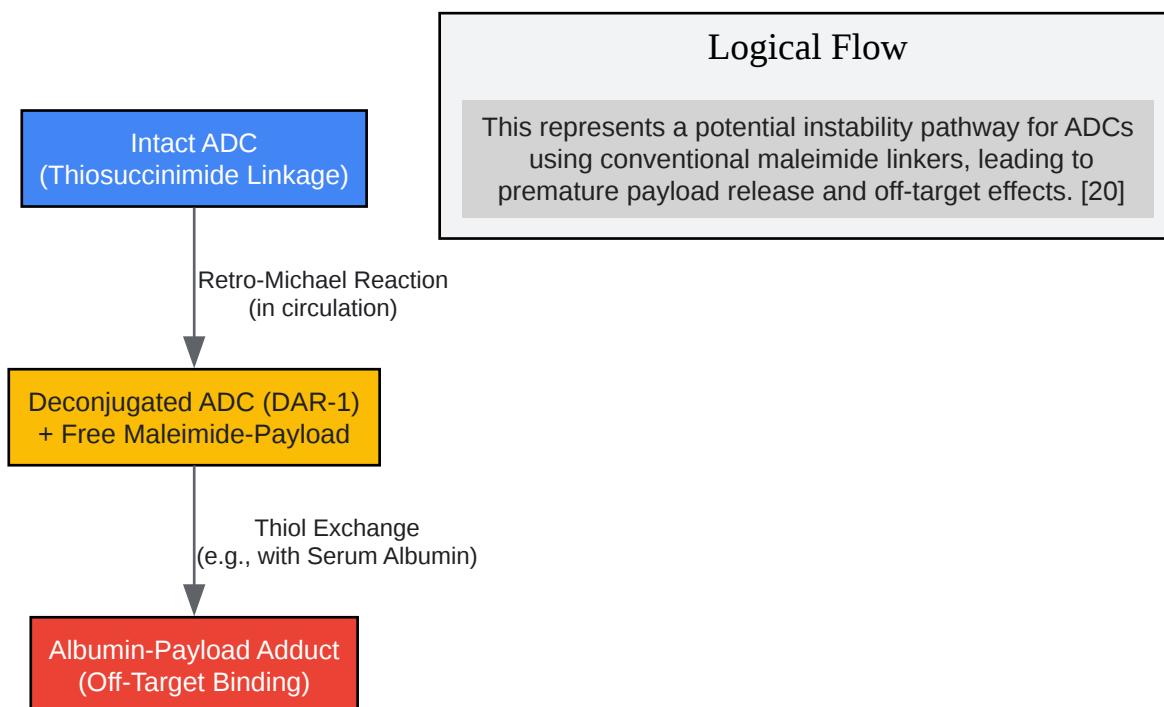 Logical Flow
This represents a potential instability pathway for ADCs
using conventional maleimide linkers, leading to
premature payload release and off-target effects. [20]
Intact ADC
(Thiosuccinimide Linkage)
Retro-Michael Reaction
(in circulation)
Deconjugated ADC (DAR-1)
+ Free Maleimide-Payload
Thiol Exchange
(e.g., with Serum Albumin)
Albumin-Payload Adduct
(Off-Target Binding)